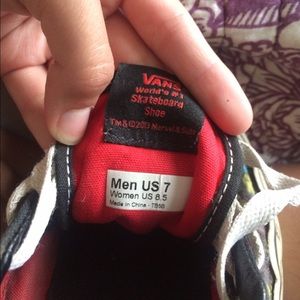 VANS
World's #1
Skateboard
Shoe
TM&©2013 Marvel & Subs
Men US 7
Women US 8.5
Made in China - TB5B